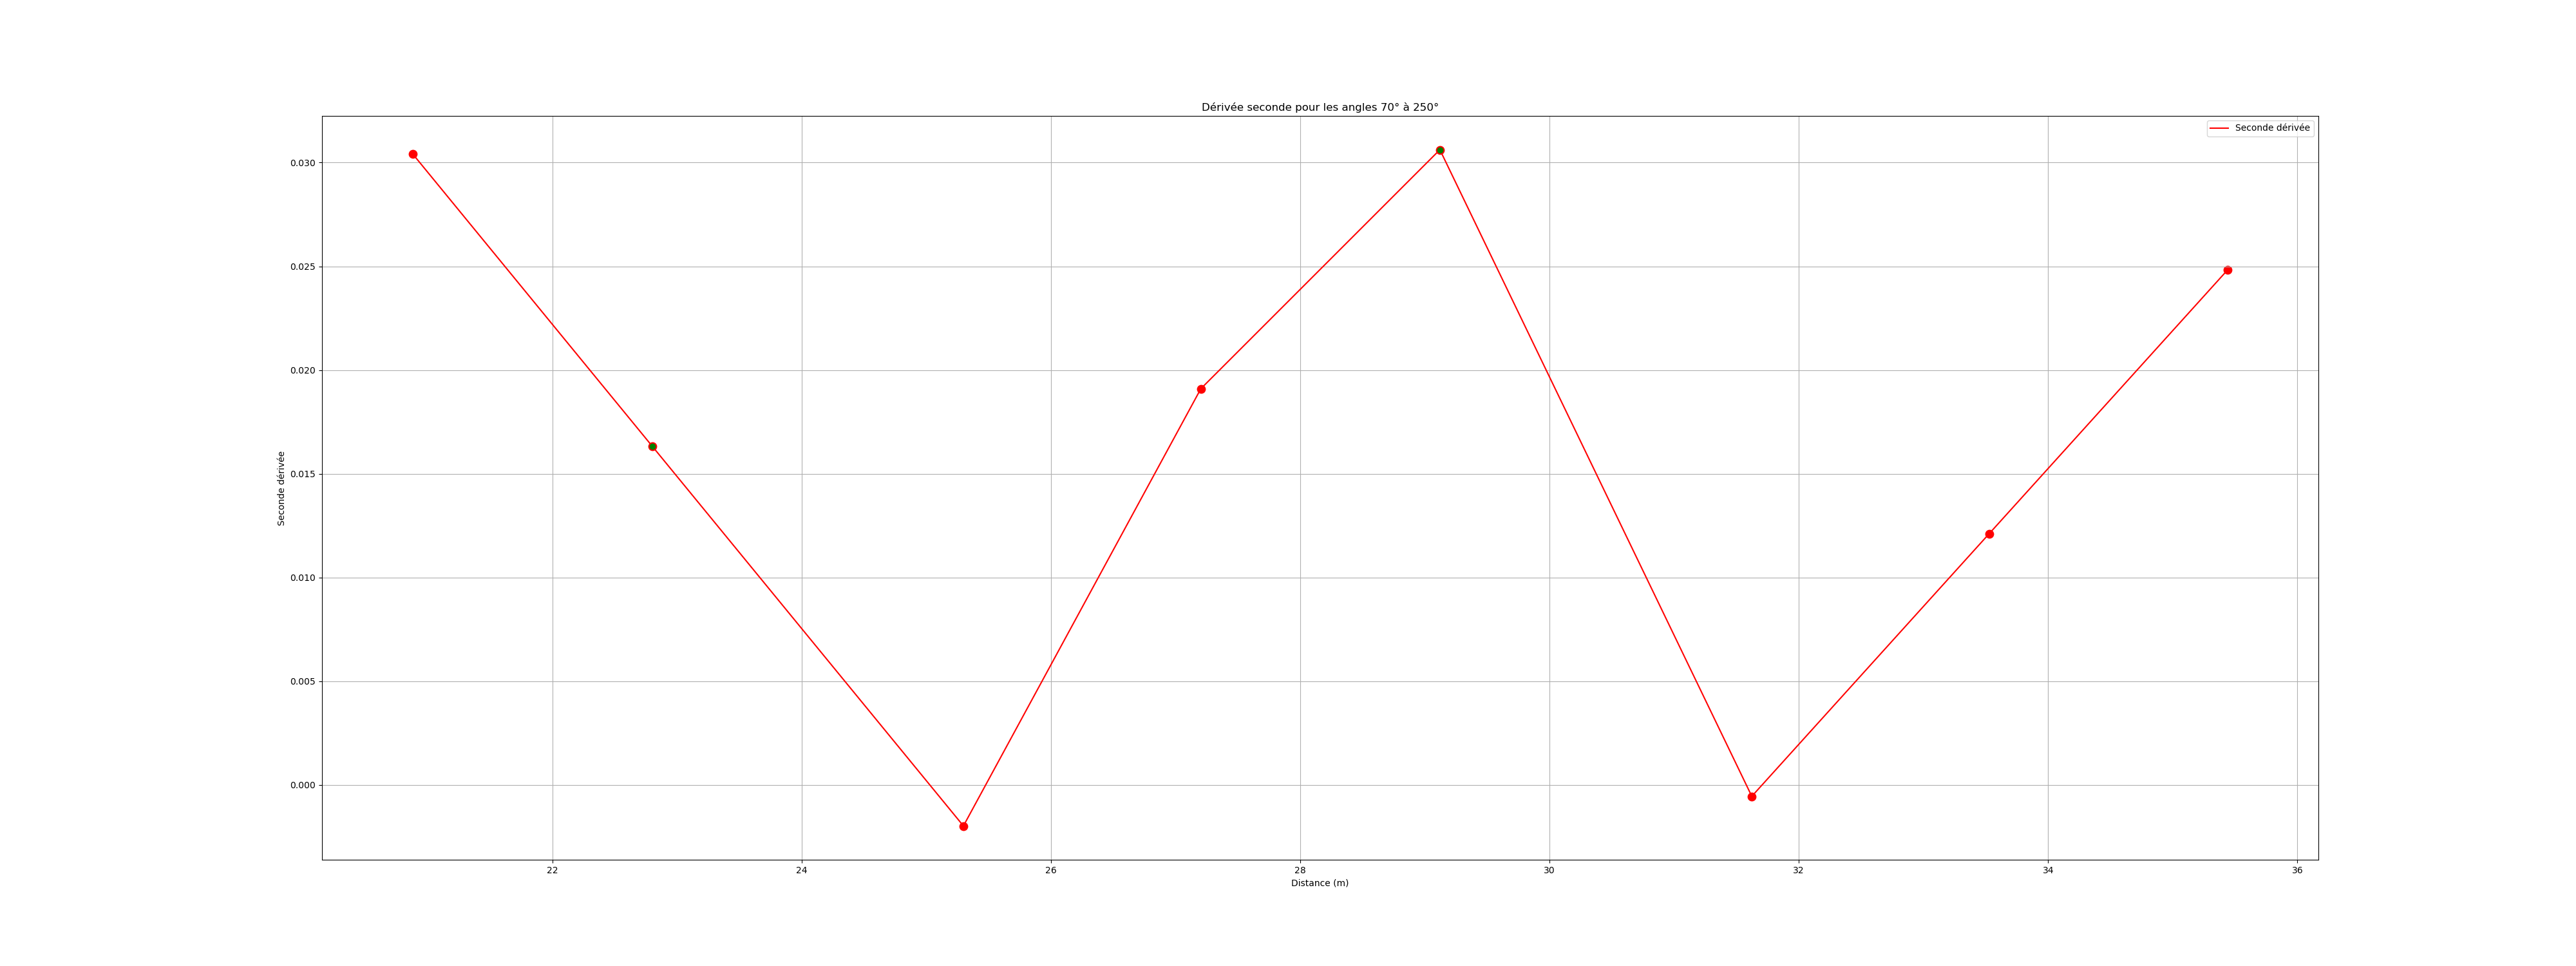 Dérivée seconde pour les angles 70° à 250°
Seconde dérivée
0.030
0.025
0.020
0.015
0.010
0.005
0.000
Seconde dérivée
22 24 26 28 30 32 34 36
Distance (m)